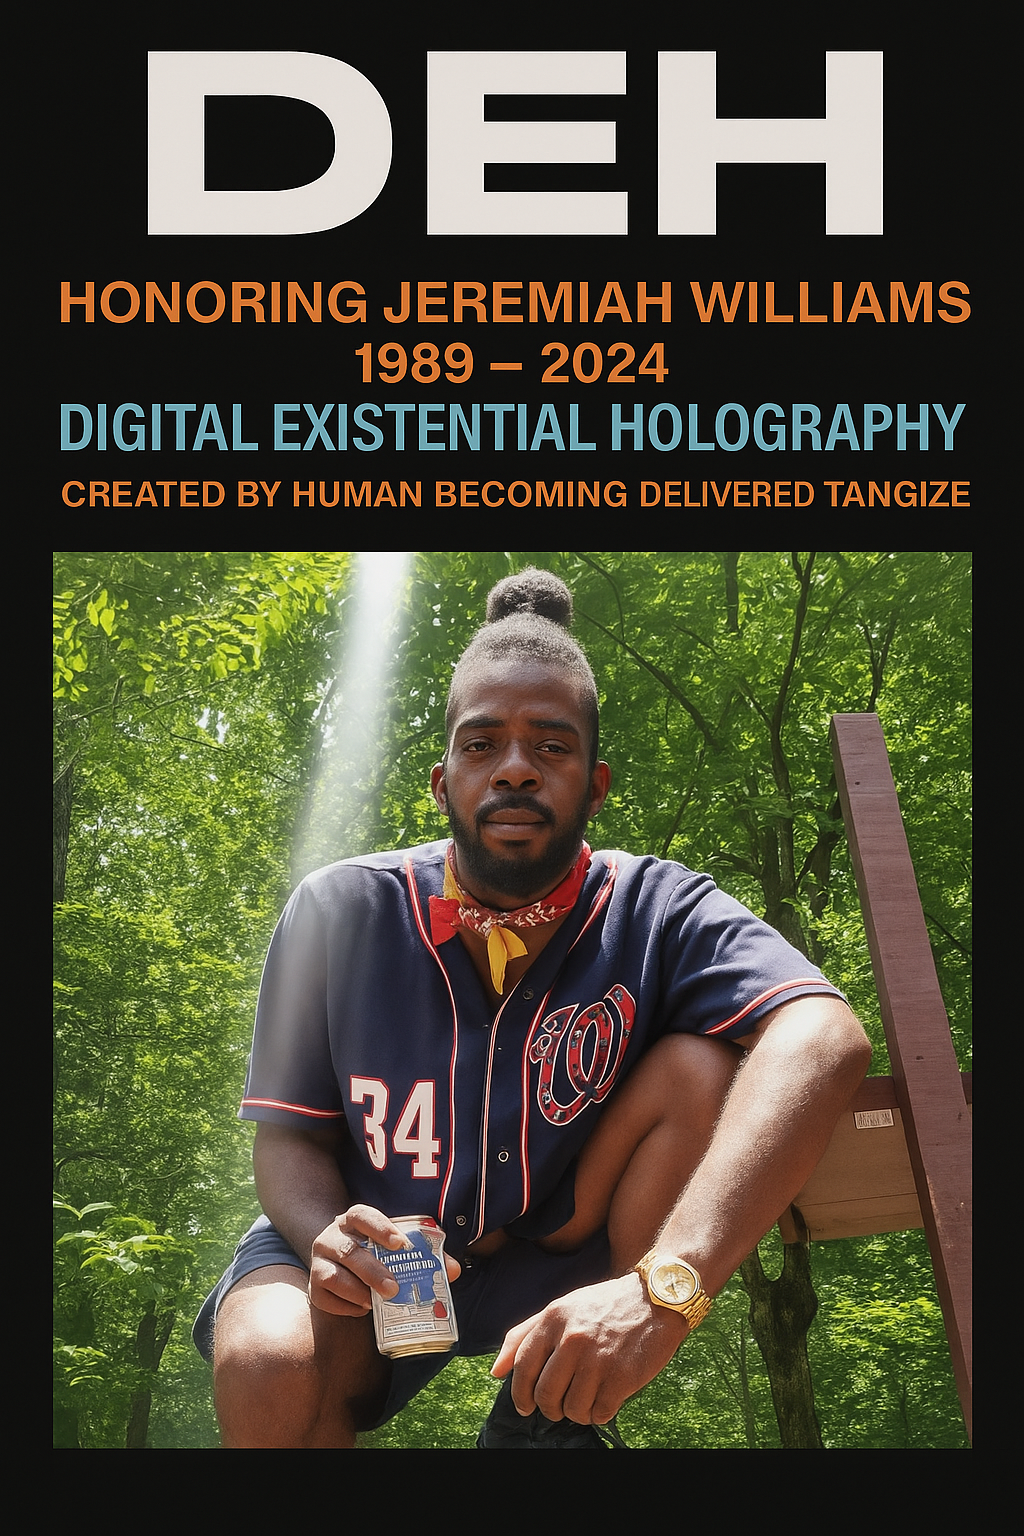 DEH
HONORING JEREMIAH WILLIAMS
1989 – 2024
DIGITAL EXISTENTIAL HOLOGRAPHY
CREATED BY HUMAN BECOMING DELIVERED TANGIZE
W
34